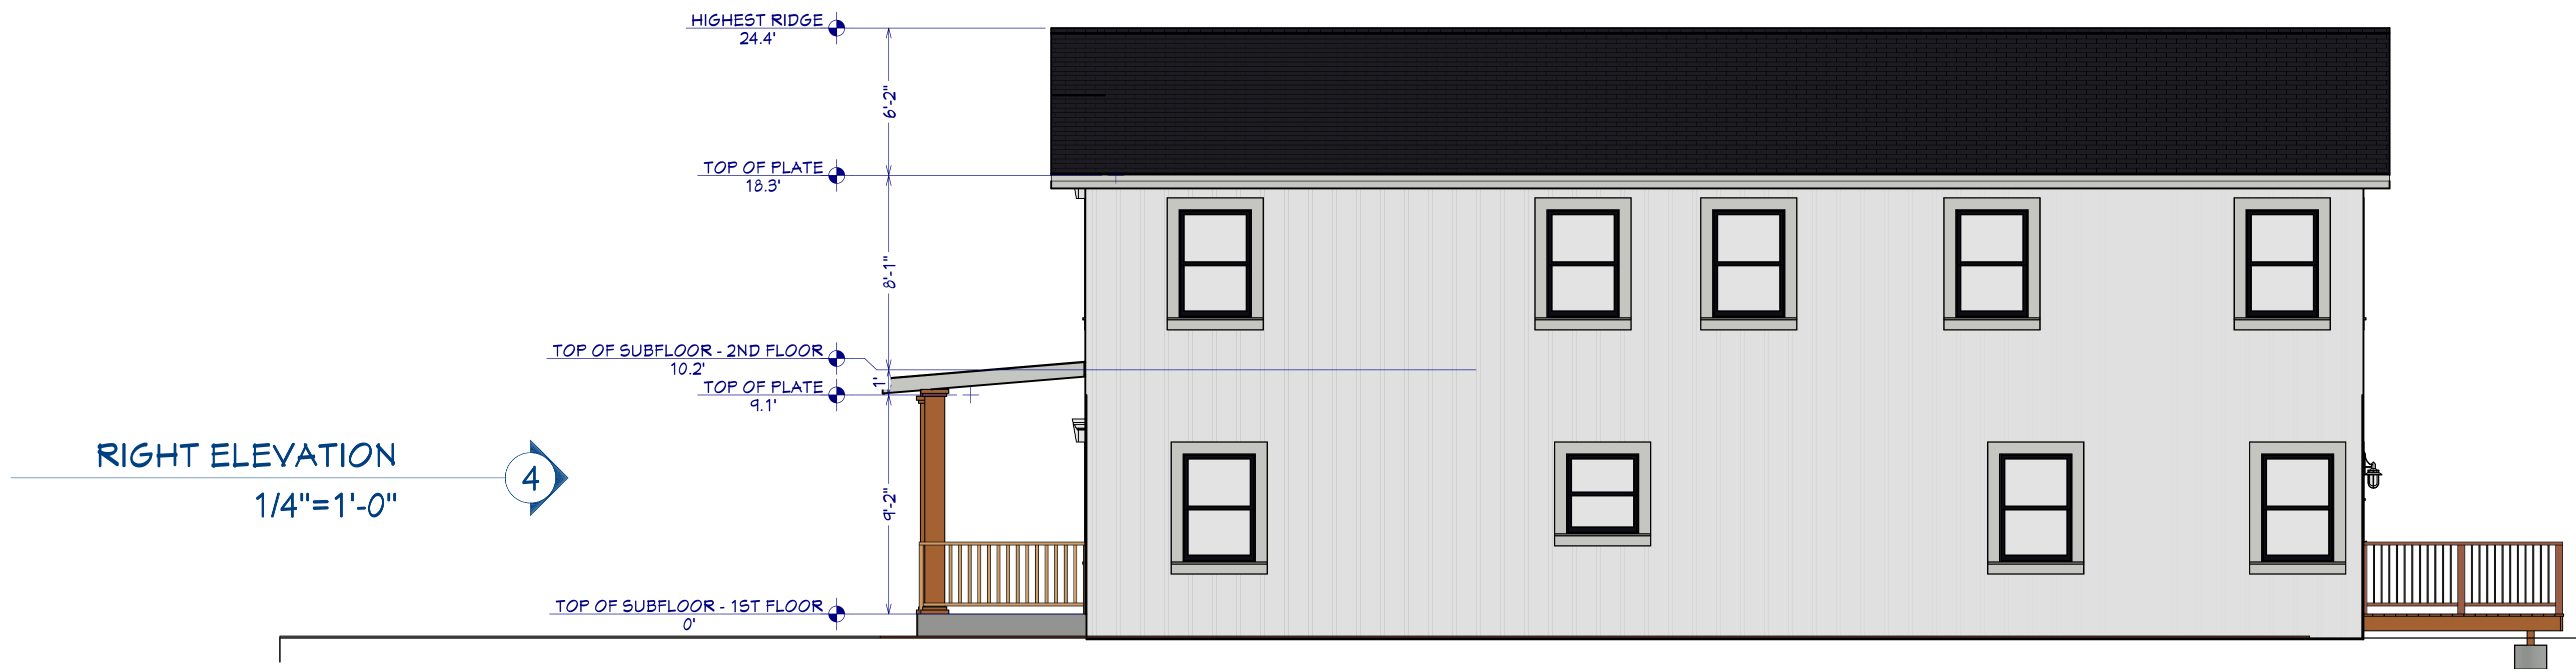 HIGHEST RIDGE
24.4'
6'-2"
TOP OF PLATE
18.3'
8'-1"
TOP OF SUBFLOOR - 2ND FLOOR
10.2'
1'
TOP OF PLATE
9.1'
RIGHT ELEVATION
4
1/4"=1'-0"
9'-2"
TOP OF SUBFLOOR - 1ST FLOOR
0'